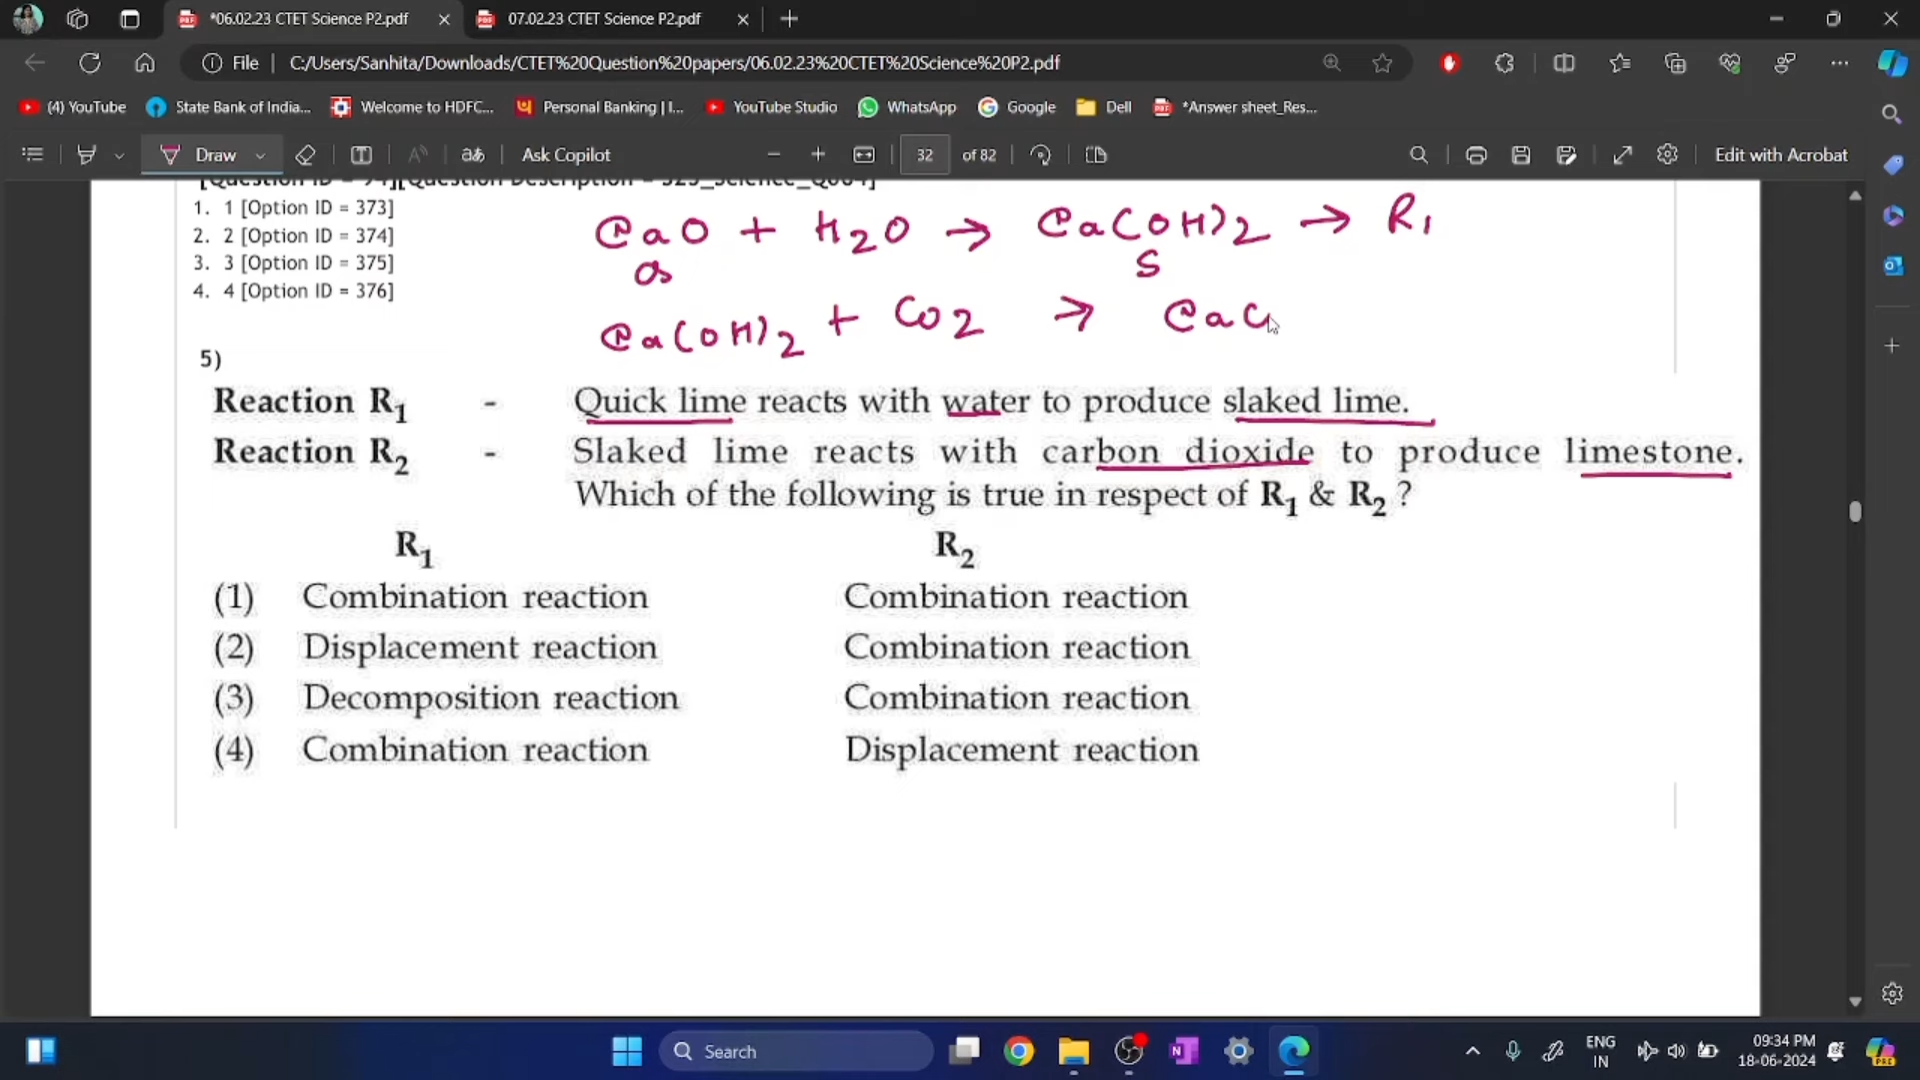 *06.02.23 CTET Science P2.pdf
07.02.23 CTET Science P2.pdf
File
C:/Users/Sanhita/Downloads/CTET%20Question%20papers/06.02.23%20CTET%20Science%20P2.pdf
(4) YouTube
State Bank of India...
Welcome to HDFC...
Personal Banking | I...
YouTube Studio
WhatsApp
Google
Dell
*Answer sheet_Res...
Draw
Ask Copilot
32 of 82
Edit with Acrobat
[Question ID = 94][Question Description = 325_Science_Q004]
1. 1 [Option ID = 373]
2. 2 [Option ID = 374]
3. 3 [Option ID = 375]
4. 4 [Option ID = 376]
CaO + H2O → Ca(OH)2 → R1
S
Ca(OH)2 + CO2 → CaC
5)
Reaction R1 - Quick lime reacts with water to produce slaked lime.
Reaction R2 - Slaked lime reacts with carbon dioxide to produce limestone.
Which of the following is true in respect of R1 & R2 ?
R1 R2
(1) Combination reaction Combination reaction
(2) Displacement reaction Combination reaction
(3) Decomposition reaction Combination reaction
(4) Combination reaction Displacement reaction
Search
ENG
IN
09:34 PM
18-06-2024